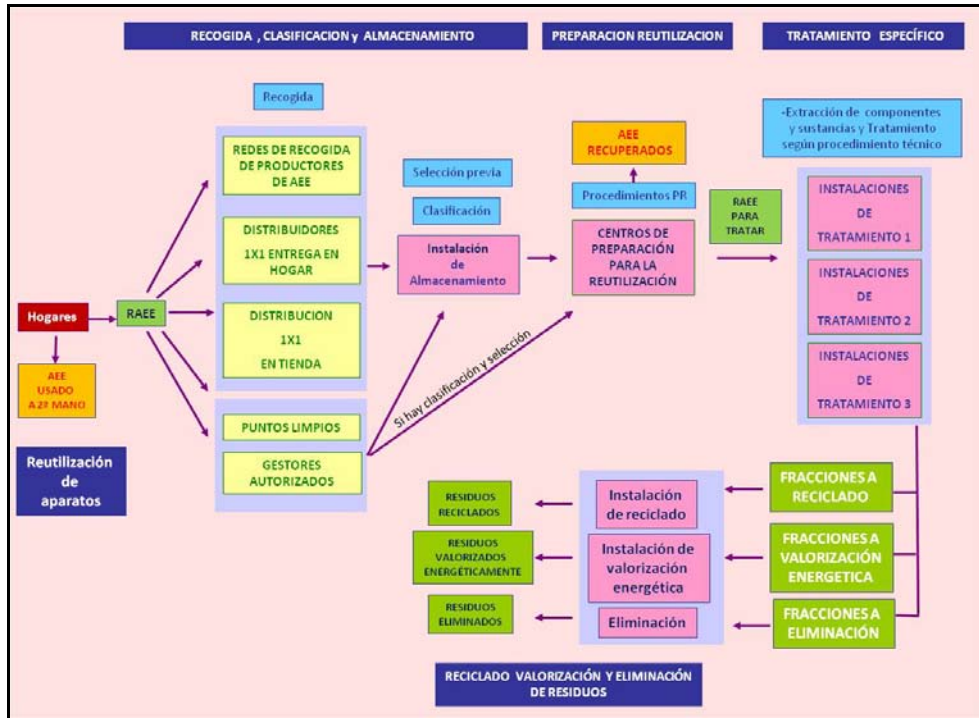 RECOGIDA , CLASIFICACION y ALMACENAMIENTO
PREPARACION REUTILIZACION
TRATAMIENTO ESPECÍFICO
Recogida
-Extracción de componentes
y sustancias y Tratamiento
según procedimiento técnico
REDES DE RECOGIDA
DE PRODUCTORES
DE AEE
AEE
RECUPERADOS
Selección previa
Clasificación
Procedimientos PR
RAEE
PARA
TRATAR
INSTALACIONES
DE
TRATAMIENTO 1
DISTRIBUIDORES
1X1 ENTREGA EN
HOGAR
Instalación
de
Almacenamiento
CENTROS DE
PREPARACIÓN
PARA LA
REUTILIZACIÓN
INSTALACIONES
DE
TRATAMIENTO 2
Hogares
RAEE
DISTRIBUCION
1X1
EN TIENDA
INSTALACIONES
DE
TRATAMIENTO 3
AEE
USADO
A 2ª MANO
Si hay clasificación y selección
PUNTOS LIMPIOS
GESTORES
AUTORIZADOS
Reutilización
de
aparatos
RESIDUOS
RECICLADOS
Instalación
de reciclado
FRACCIONES A
RECICLADO
RESIDUOS
VALORIZADOS
ENERGÉTICAMENTE
Instalación de
valorización
energética
FRACCIONES A
VALORIZACIÓN
ENERGETICA
RESIDUOS
ELIMINADOS
Eliminación
FRACCIONES A
ELIMINACIÓN
RECICLADO VALORIZACIÓN Y ELIMINACIÓN
DE RESIDUOS